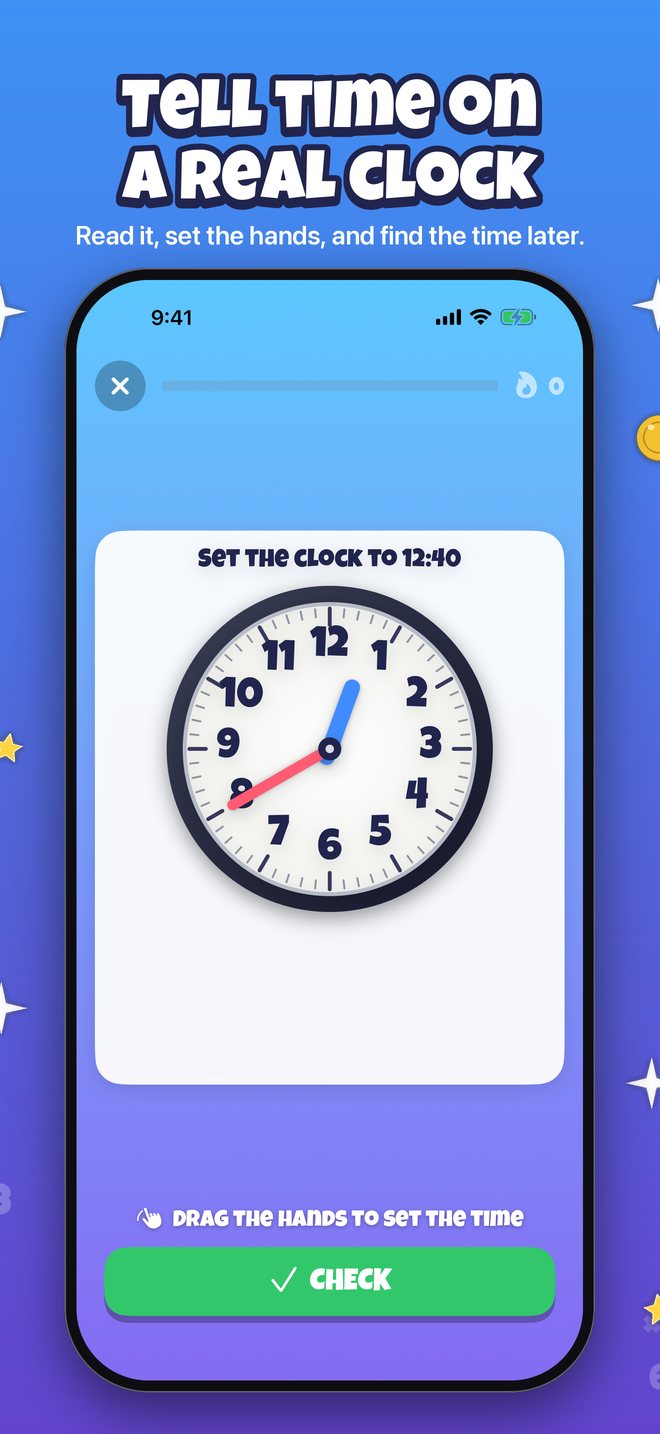 Tell Time on
a Real Clock
Read it, set the hands, and find the time later.
9:41
0
Set the clock to 12:40
12
11
1
10
2
9
3
8
4
7
5
6
Drag the hands to set the time
CHECK